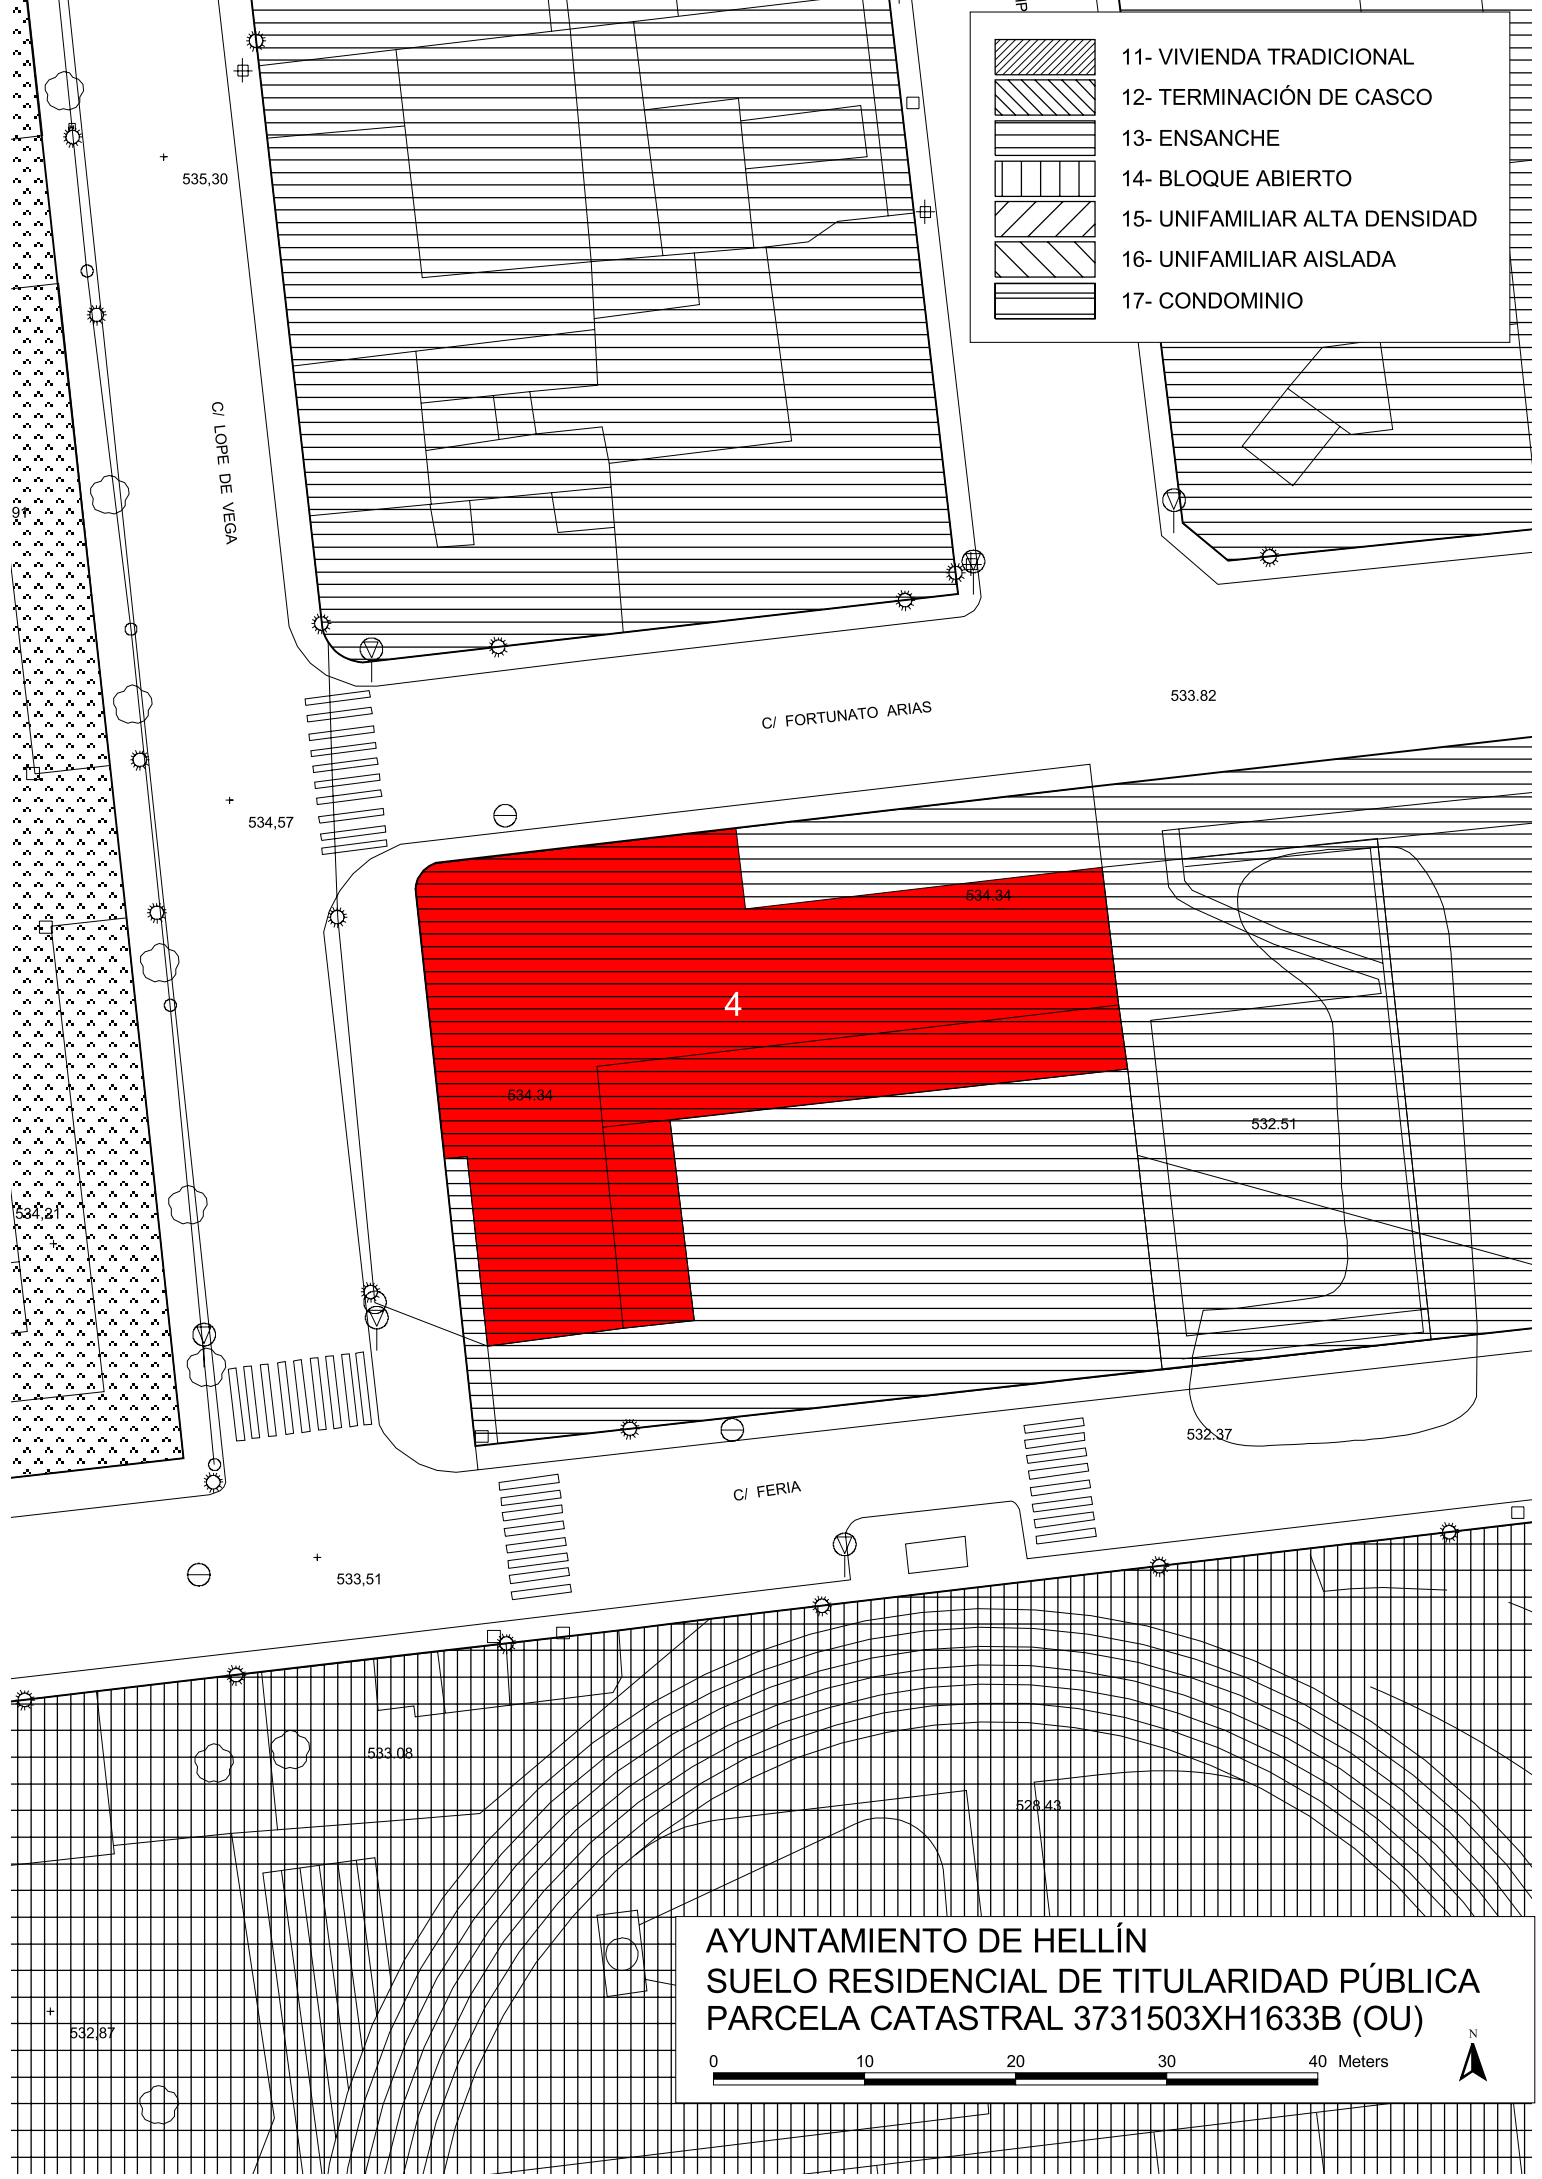 11- VIVIENDA TRADICIONAL
12- TERMINACIÓN DE CASCO
13- ENSANCHE
14- BLOQUE ABIERTO
15- UNIFAMILIAR ALTA DENSIDAD
16- UNIFAMILIAR AISLADA
17- CONDOMINIO
535,30
C/ LOPE DE VEGA
91
533.82
C/ FORTUNATO ARIAS
534,57
534.34
4
534.34
532.51
534,21
532.37
C/ FERIA
533,51
533.08
528.43
532,87
AYUNTAMIENTO DE HELLÍN
SUELO RESIDENCIAL DE TITULARIDAD PÚBLICA
PARCELA CATASTRAL 3731503XH1633B (OU)
N
0 10 20 30 40 Meters